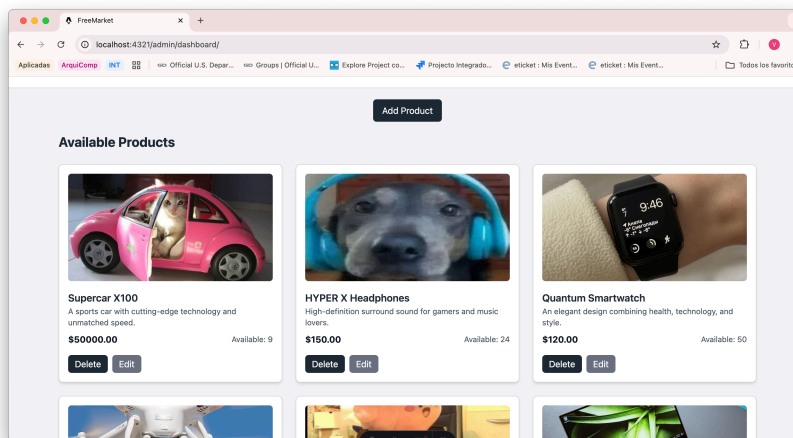 FreeMarket
localhost:4321/admin/dashboard/
V
Aplicadas ArquiComp INT Official U.S. Depar... Groups | Official U... Explore Project co... Projecto Integrado... eticket : Mis Event... eticket : Mis Event... Todos los favorito
Add Product
Available Products
9:46
Supercar X100
A sports car with cutting-edge technology and
unmatched speed.
$50000.00 Available: 9
Delete Edit
HYPER X Headphones
High-definition surround sound for gamers and music
lovers.
$150.00 Available: 24
Delete Edit
Quantum Smartwatch
An elegant design combining health, technology, and
style.
$120.00 Available: 50
Delete Edit